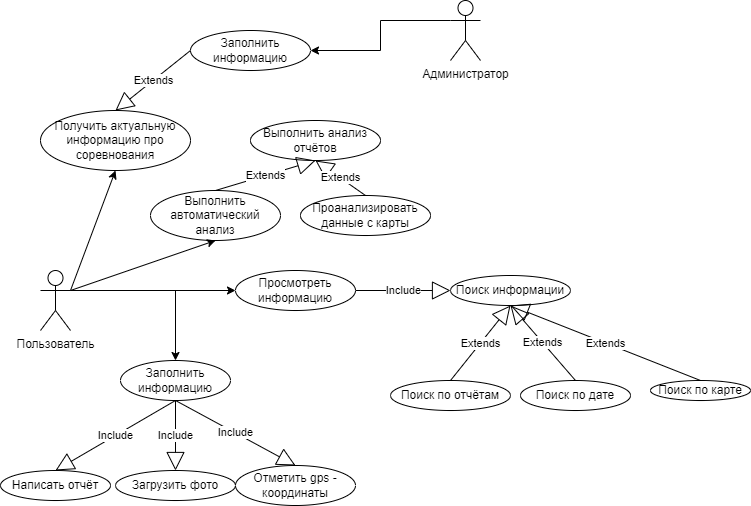 Заполнить
информацию
Администратор
Extends
Получить актуальную
информацию про
соревнования
Выполнить анализ
отчётов
Extends
Extends
Выполнить
автоматический
анализ
Проанализировать
данные с карты
Пользователь
Просмотреть
информацию
Include
Поиск информации
Extends
Extends
Extends
Поиск по отчётам
Поиск по дате
Поиск по карте
Заполнить
информацию
Include
Include
Include
Написать отчёт
Загрузить фото
Отметить gps -
координаты